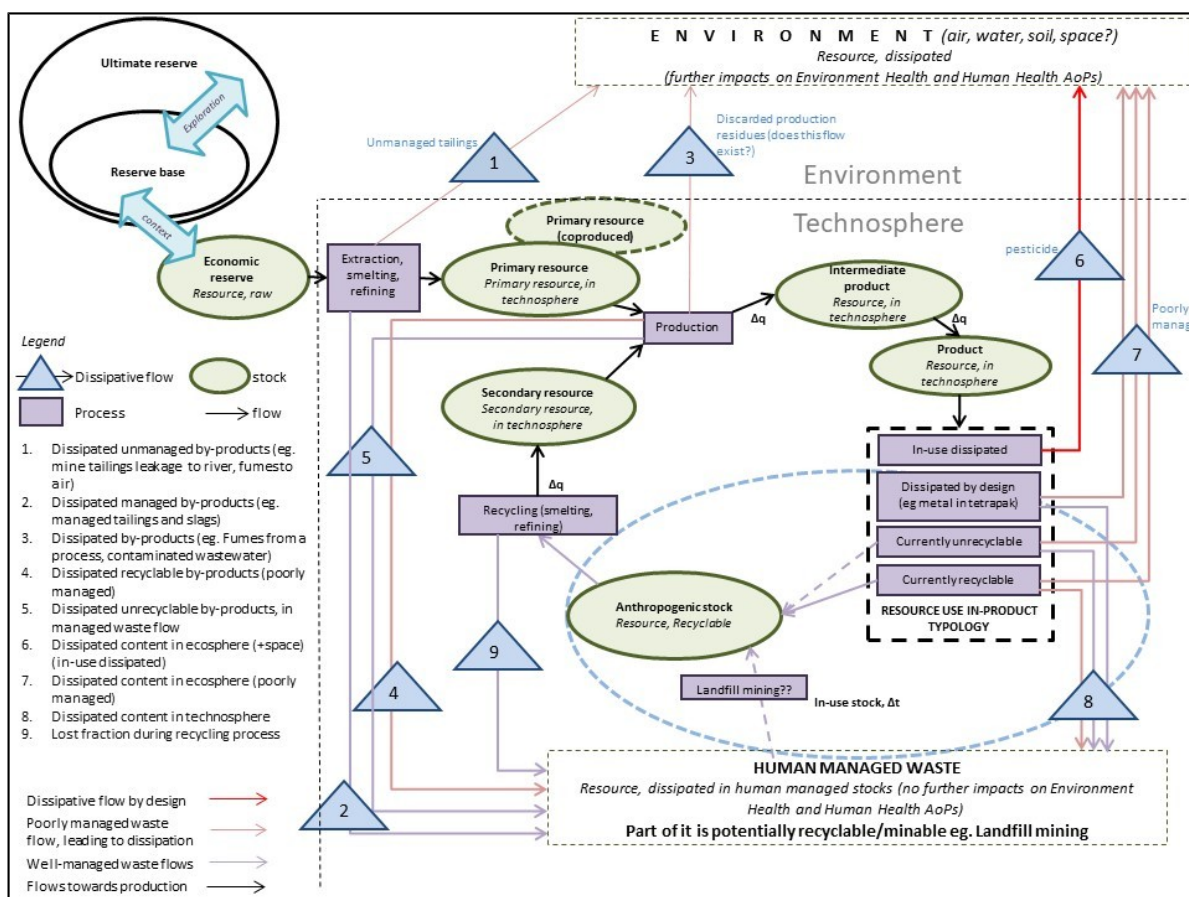 E N V I R O N M E N T (air, water, soil, space?)
Resource, dissipated
(further impacts on Environment Health and Human Health AoPs)
Ultimate reserve
Exploration
Reserve base
context
Economic
reserve
Resource, raw
Unmanaged tailings
1
Discarded production
residues (does this flow
exist?)
3
Environment
Technosphere
Primary resource
(coproduced)
Extraction,
smelting,
refining
Primary resource
Primary resource, in
technosphere
Production
Δq
Intermediate
product
Resource, in
technosphere
Δq
Product
Resource, in
technosphere
pesticide
6
Poorly
manag
7
Legend
Dissipative flow
stock
Process
flow
1. Dissipated unmanaged by-products (eg.
mine tailings leakage to river, fumesto
air)
2. Dissipated managed by-products (eg.
managed tailings and slags)
3. Dissipated by-products (eg. Fumes from a
process, contaminated wastewater)
4. Dissipated recyclable by-products (poorly
managed)
5. Dissipated unrecyclable by-products, in
managed waste flow
6. Dissipated content in ecosphere (+space)
(in-use dissipated)
7. Dissipated content in ecosphere (poorly
managed)
8. Dissipated content in technosphere
9. Lost fraction during recycling process
Dissipative flow by design
Poorly managed waste
flow, leading to dissipation
Well-managed waste flows
Flows towards production
Secondary resource
Secondary resource,
in technosphere
5
Δq
Recycling (smelting,
refining)
In-use dissipated
Dissipated by design
(eg metal in tetrapak)
Currently unrecyclable
Currently recyclable
RESOURCE USE IN-PRODUCT
TYPOLOGY
Anthropogenic stock
Resource, Recyclable
9
4
Landfill mining??
In-use stock, Δt
8
2
HUMAN MANAGED WASTE
Resource, dissipated in human managed stocks (no further impacts on Environment
Health and Human Health AoPs)
Part of it is potentially recyclable/minable eg. Landfill mining